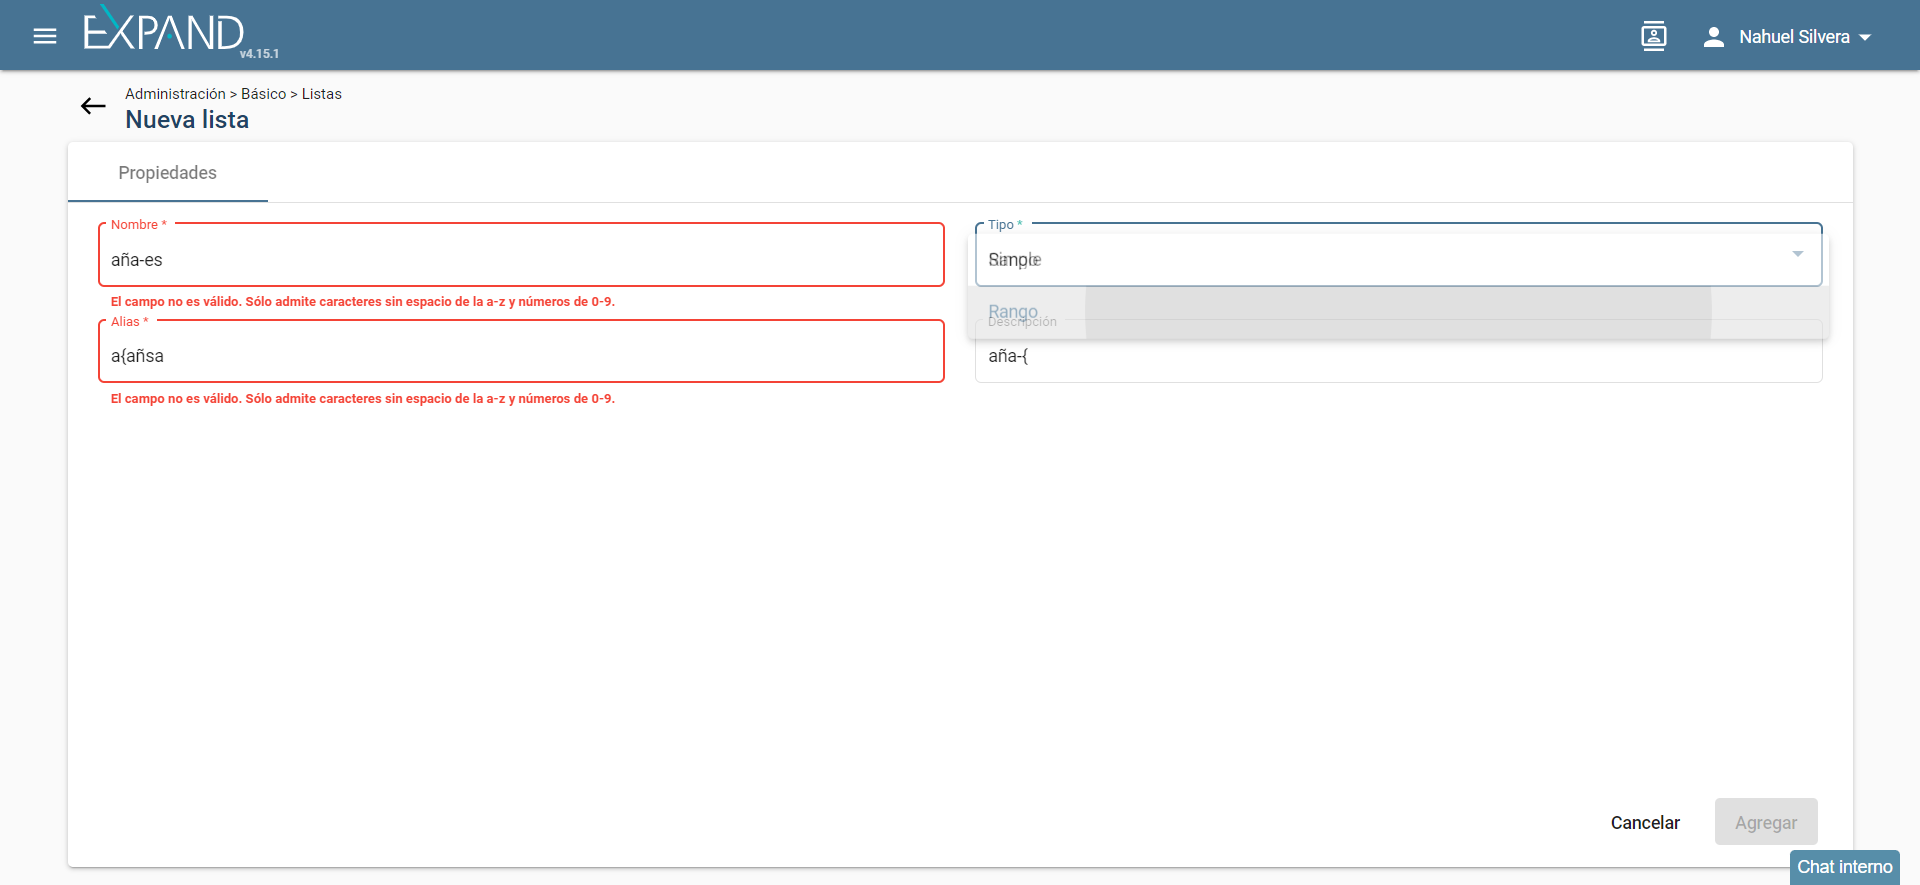 EXPAND
v4.15.1
Nahuel Silvera
Administración > Básico > Listas
Nueva lista
Propiedades
Nombre *
aña-es
El campo no es válido. Sólo admite caracteres sin espacio de la a-z y números de 0-9.
Tipo *
Simple
Rango
Alias *
a{añsa
El campo no es válido. Sólo admite caracteres sin espacio de la a-z y números de 0-9.
Descripción
aña-{
Cancelar
Agregar
Chat interno